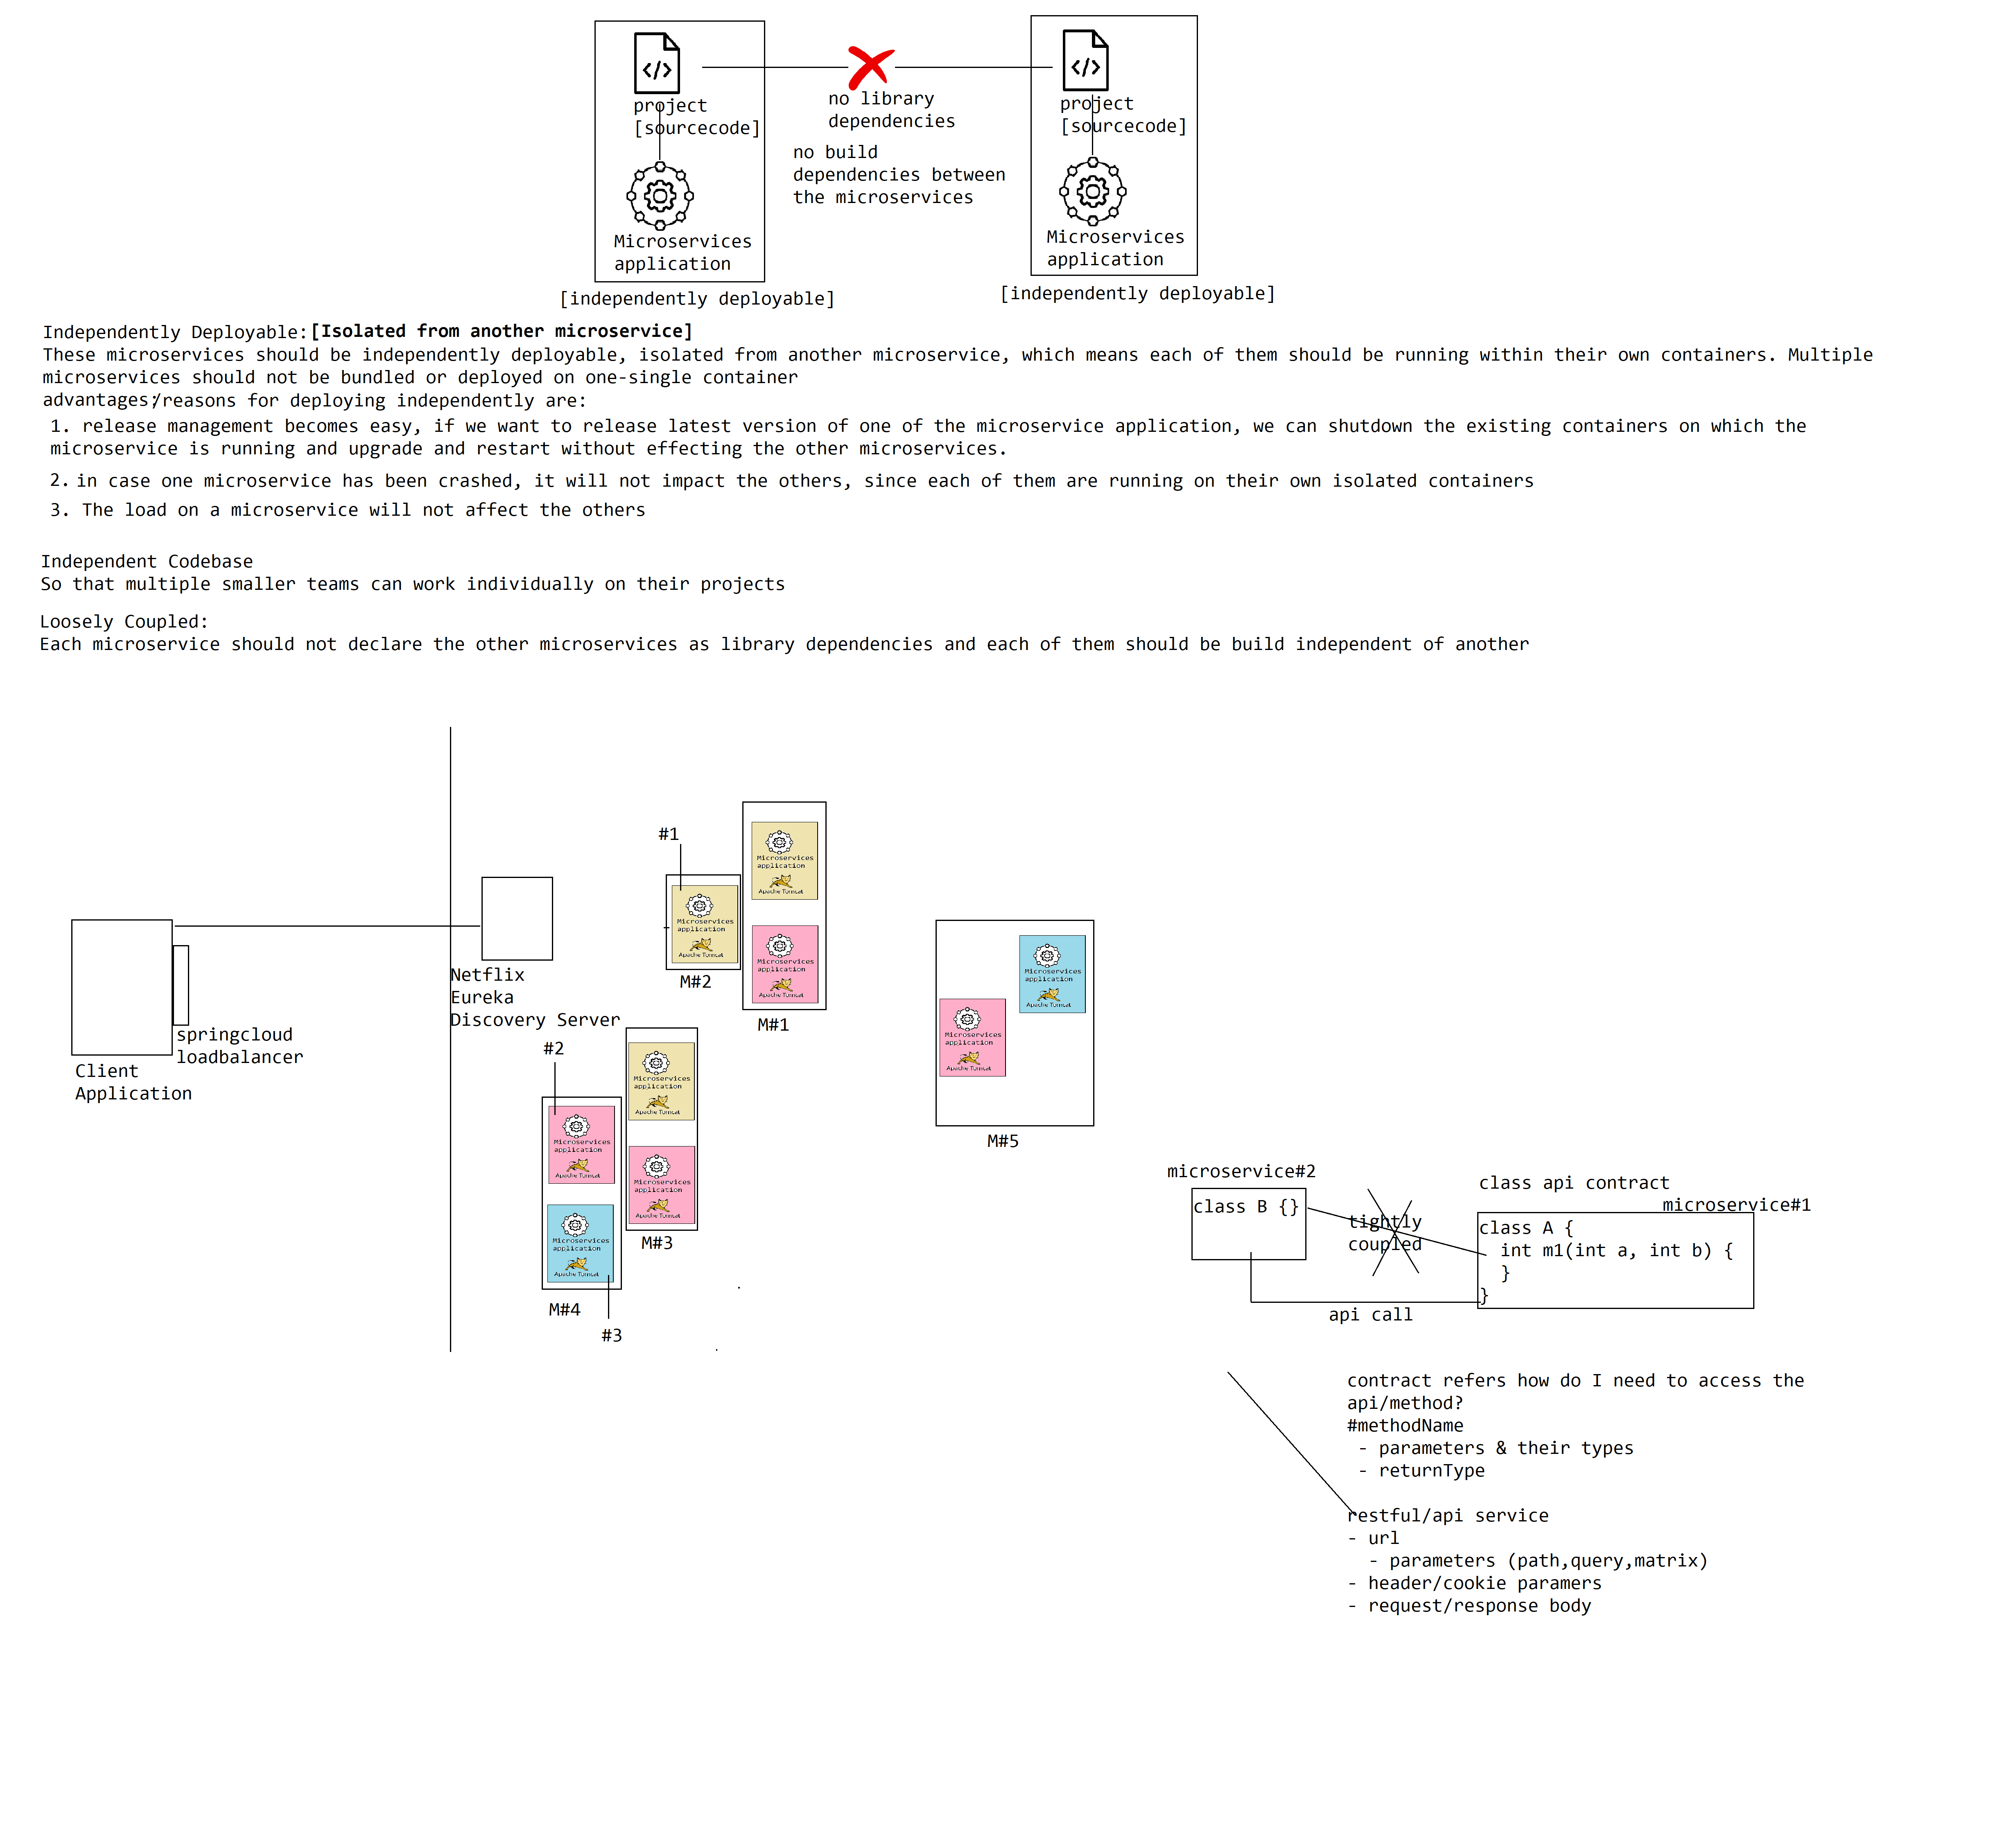 project
[sourcecode]
Microservices
application
[independently deployable]
no library
dependencies
no build
dependencies between
the microservices
project
[sourcecode]
Microservices
application
[independently deployable]
Independently Deployable:[Isolated from another microservice]
These microservices should be independently deployable, isolated from another microservice, which means each of them should be running within their own containers. Multiple
microservices should not be bundled or deployed on one-single container
advantages:/reasons for deploying independently are:
1. release management becomes easy, if we want to release latest version of one of the microservice application, we can shutdown the existing containers on which the
microservice is running and upgrade and restart without effecting the other microservices.
2. in case one microservice has been crashed, it will not impact the others, since each of them are running on their own isolated containers
3. The load on a microservice will not affect the others
Independent Codebase
So that multiple smaller teams can work individually on their projects
Loosely Coupled:
Each microservice should not declare the other microservices as library dependencies and each of them should be build independent of another
Client
Application
springcloud
loadbalancer
Netflix
Eureka
Discovery Server
#1
Microservices
application
Apache Tomcat
M#2
Microservices
application
Apache Tomcat
Microservices
application
Apache Tomcat
M#1
#2
Microservices
application
Apache Tomcat
Microservices
application
Apache Tomcat
M#4
#3
Microservices
application
Apache Tomcat
Microservices
application
Apache Tomcat
M#3
Microservices
application
Apache Tomcat
Microservices
application
Apache Tomcat
M#5
microservice#2
class B {}
tightly
coupled
api call
class api contract
microservice#1
class A {
int m1(int a, int b) {
}
}
contract refers how do I need to access the
api/method?
#methodName
- parameters & their types
- returnType
restful/api service
- url
- parameters (path,query,matrix)
- header/cookie paramers
- request/response body